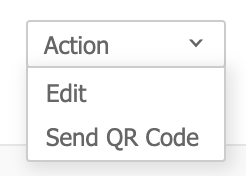 Action
Edit
Send QR Code